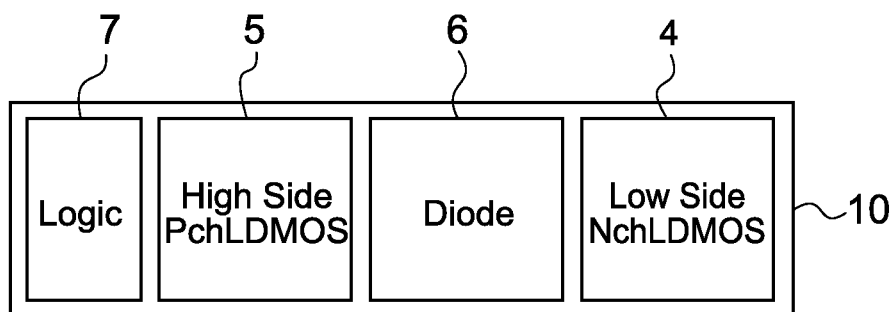 7 5 6 4
Logic
High Side
PchLDMOS
Diode
Low Side
NchLDMOS
10